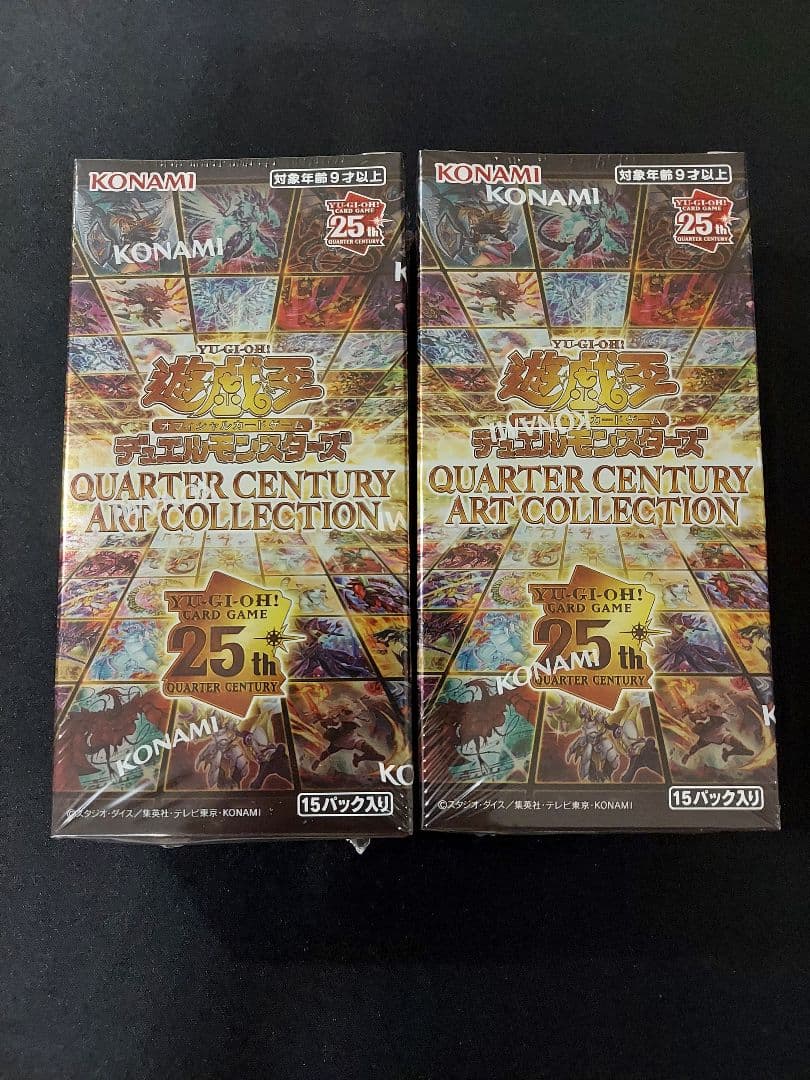 KONAMI
対象年齢9才以上
YU-GI-OH!
CARD GAME
25th
QUARTER CENTURY
KONAMI
YU-GI-OH!
遊戯王
オフィシャルカードゲーム
デュエルモンスターズ
QUARTER CENTURY
ART COLLECTION
YU-GI-OH!
CARD GAME
25th
QUARTER CENTURY
KONAMI
KO
©スタジオ・ダイス/集英社・テレビ東京・KONAMI
15パック入り
KONAMI
KONAMI
対象年齢9才以上
YU-GI-OH!
CARD GAME
25th
QUARTER CENTURY
YU-GI-OH!
遊戯王
KONAMI
カードゲーム
デュエルモンスターズ
QUARTER CENTURY
ART COLLECTION
YU-GI-OH!
CARD GAME
25th
QUARTER CENTURY
KONAMI
©スタジオ・ダイス/集英社・テレビ東京・KONAMI
15パック入り